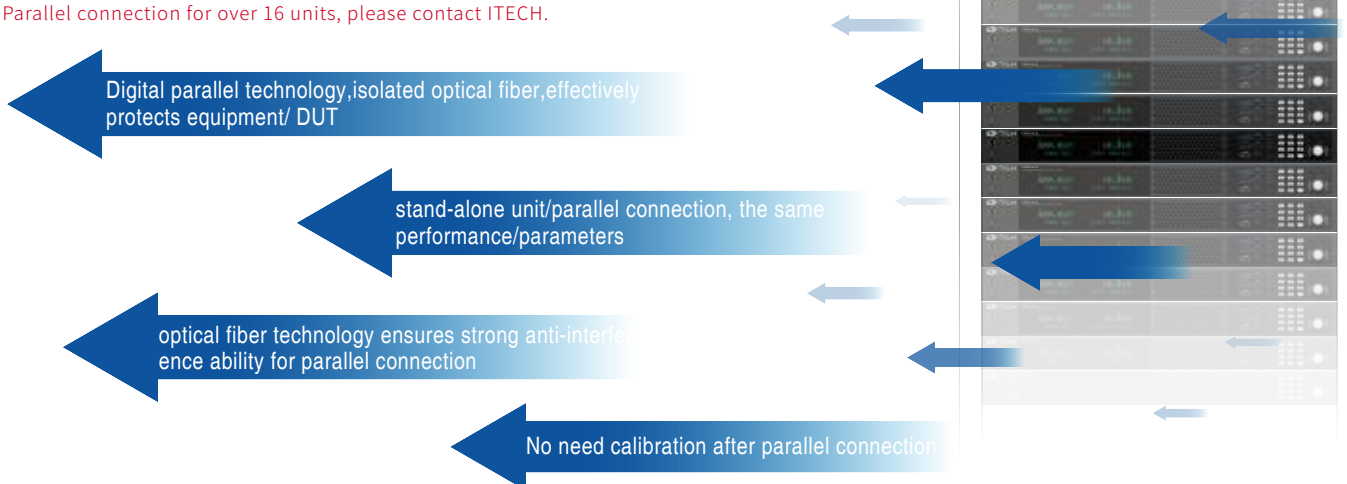 Parallel connection for over 16 units, please contact ITECH.
Digital parallel technology,isolated optical fiber,effectively
protects equipment/ DUT
stand-alone unit/parallel connection, the same
performance/parameters
optical fiber technology ensures strong anti-interfer
ence ability for parallel connection
No need calibration after parallel connection